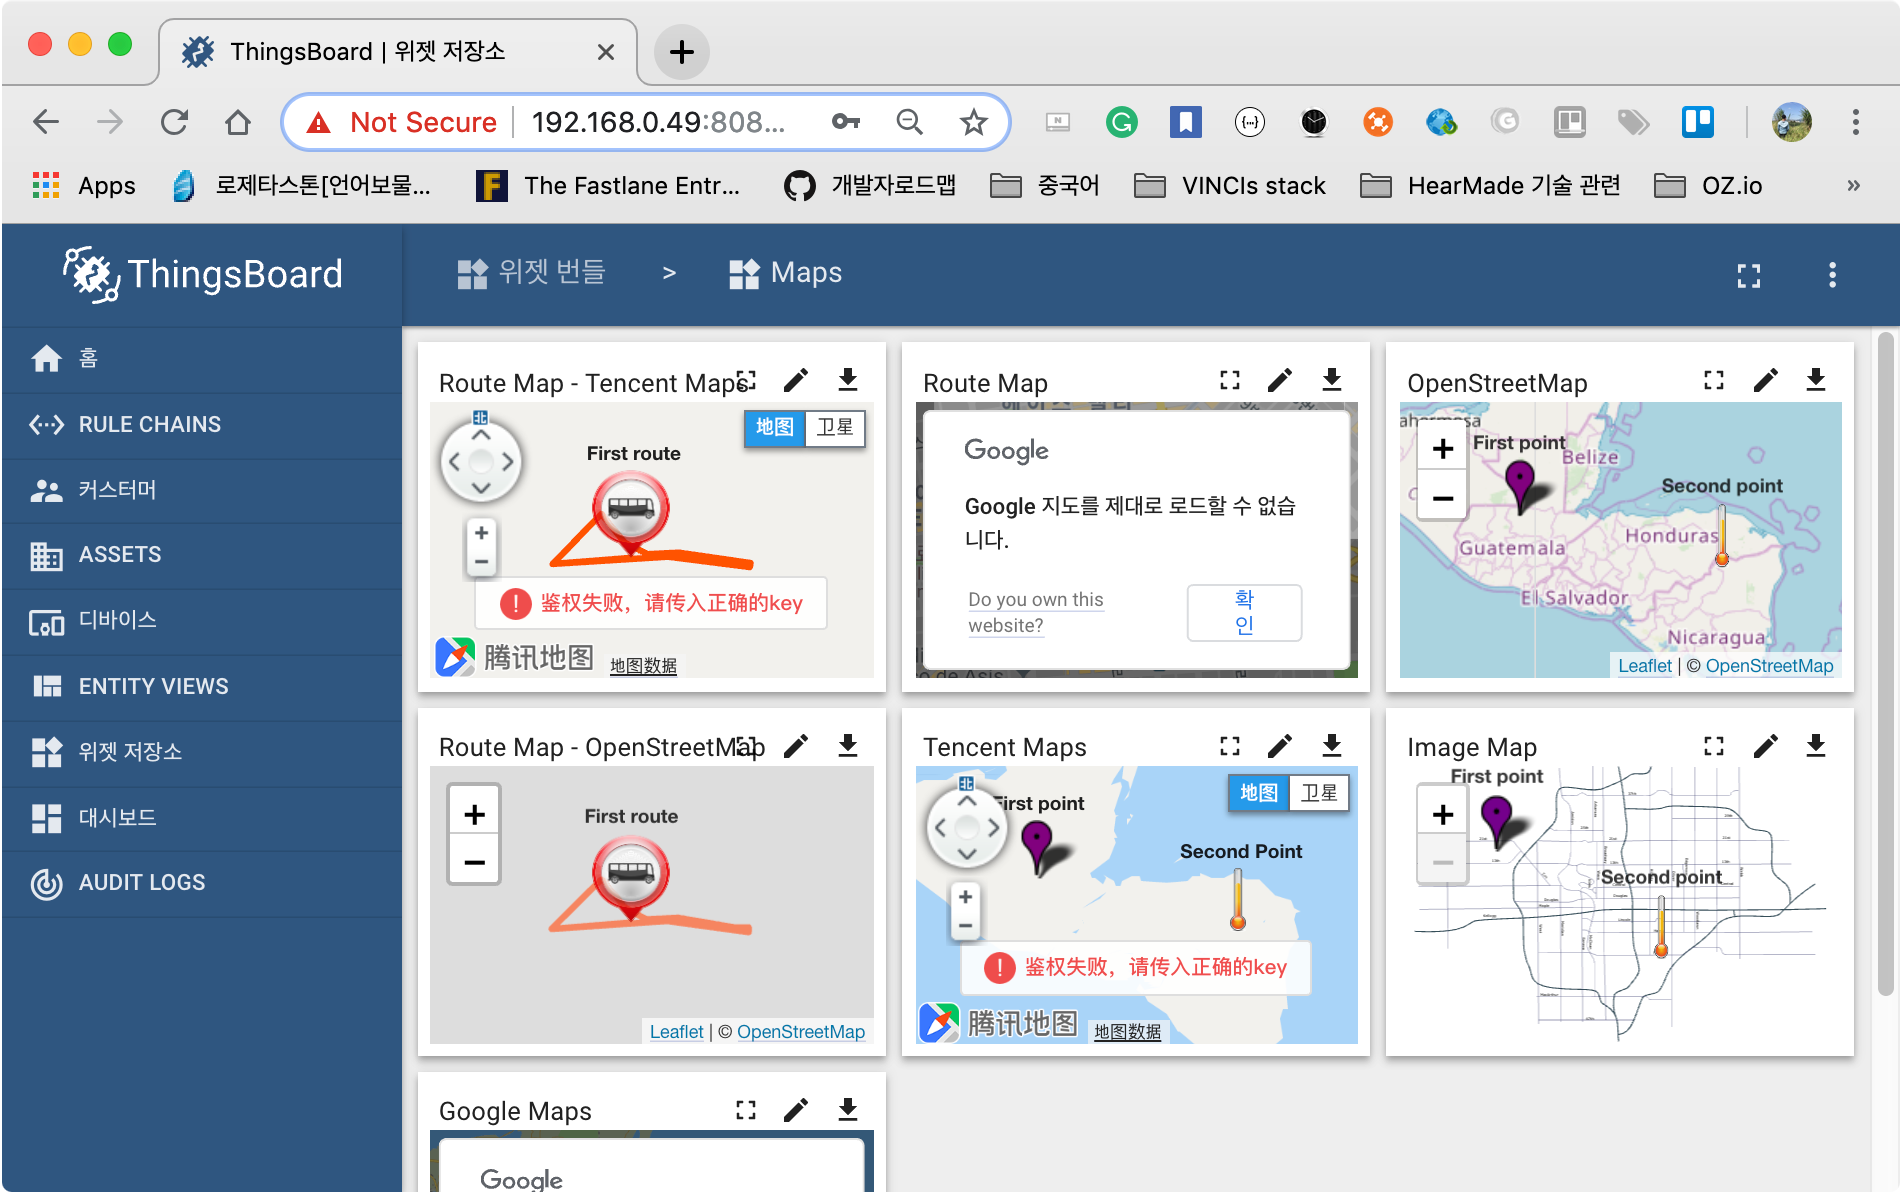 ThingsBoard | 위젯 저장소
Not Secure
192.168.0.49:808...
Apps
로제타스톤[언어보물...
The Fastlane Entr...
개발자로드맵
중국어
VINCIs stack
HearMade 기술 관련
OZ.io
»
ThingsBoard
위젯 번들 > Maps
홈
RULE CHAINS
커스터머
ASSETS
디바이스
ENTITY VIEWS
위젯 저장소
대시보드
AUDIT LOGS
Route Map - Tencent Maps
北
地图 卫星
First route
鉴权失败，请传入正确的key
腾讯地图 地图数据
Route Map
Google
Google 지도를 제대로 로드할 수 없습
니다.
Do you own this
website?
확
인
OpenStreetMap
First point
Belize
Second point
Guatemala
Honduras
El Salvador
Nicaragua
Leaflet | © OpenStreetMap
Route Map - OpenStreetMap
First route
Leaflet | © OpenStreetMap
Tencent Maps
北
地图 卫星
First point
Second Point
鉴权失败，请传入正确的key
腾讯地图 地图数据
Image Map
First point
Second point
Google Maps
Google